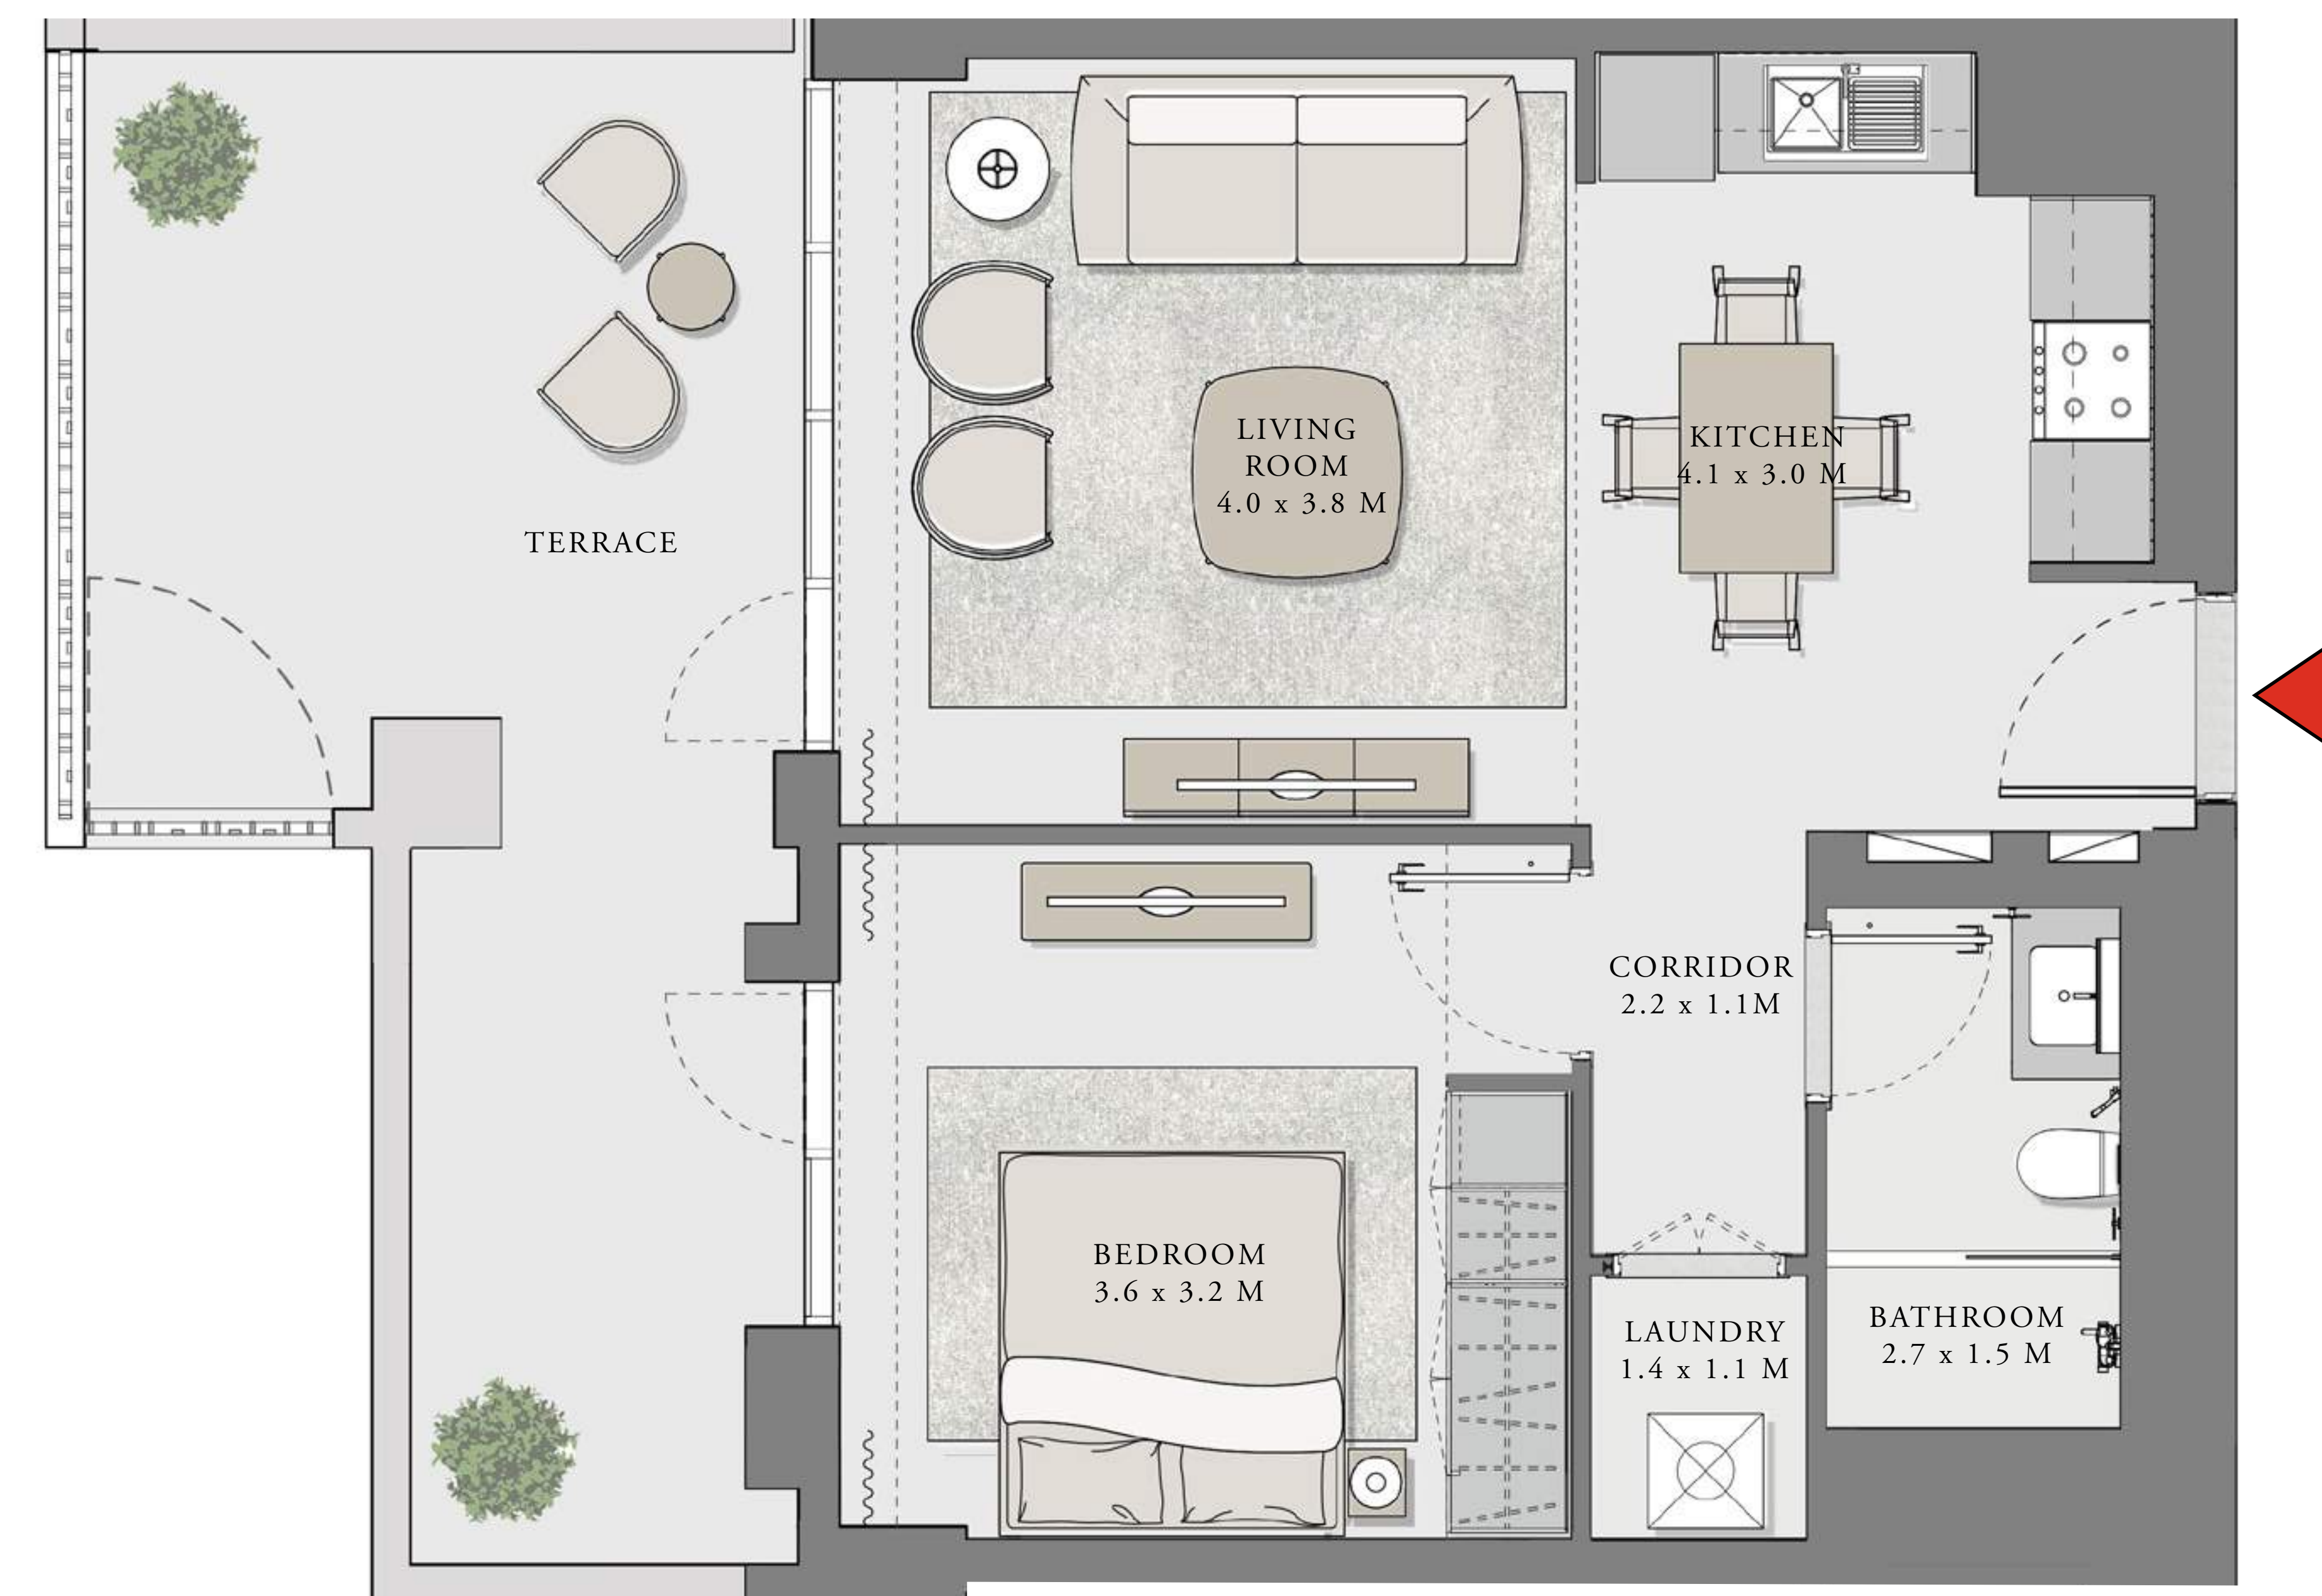 LIVING
ROOM
4.0 x 3.8 M
KITCHEN
4.1 x 3.0 M
TERRACE
CORRIDOR
2.2 x 1.1M
BEDROOM
3.6 x 3.2 M
LAUNDRY
1.4 x 1.1 M
BATHROOM
2.7 x 1.5 M